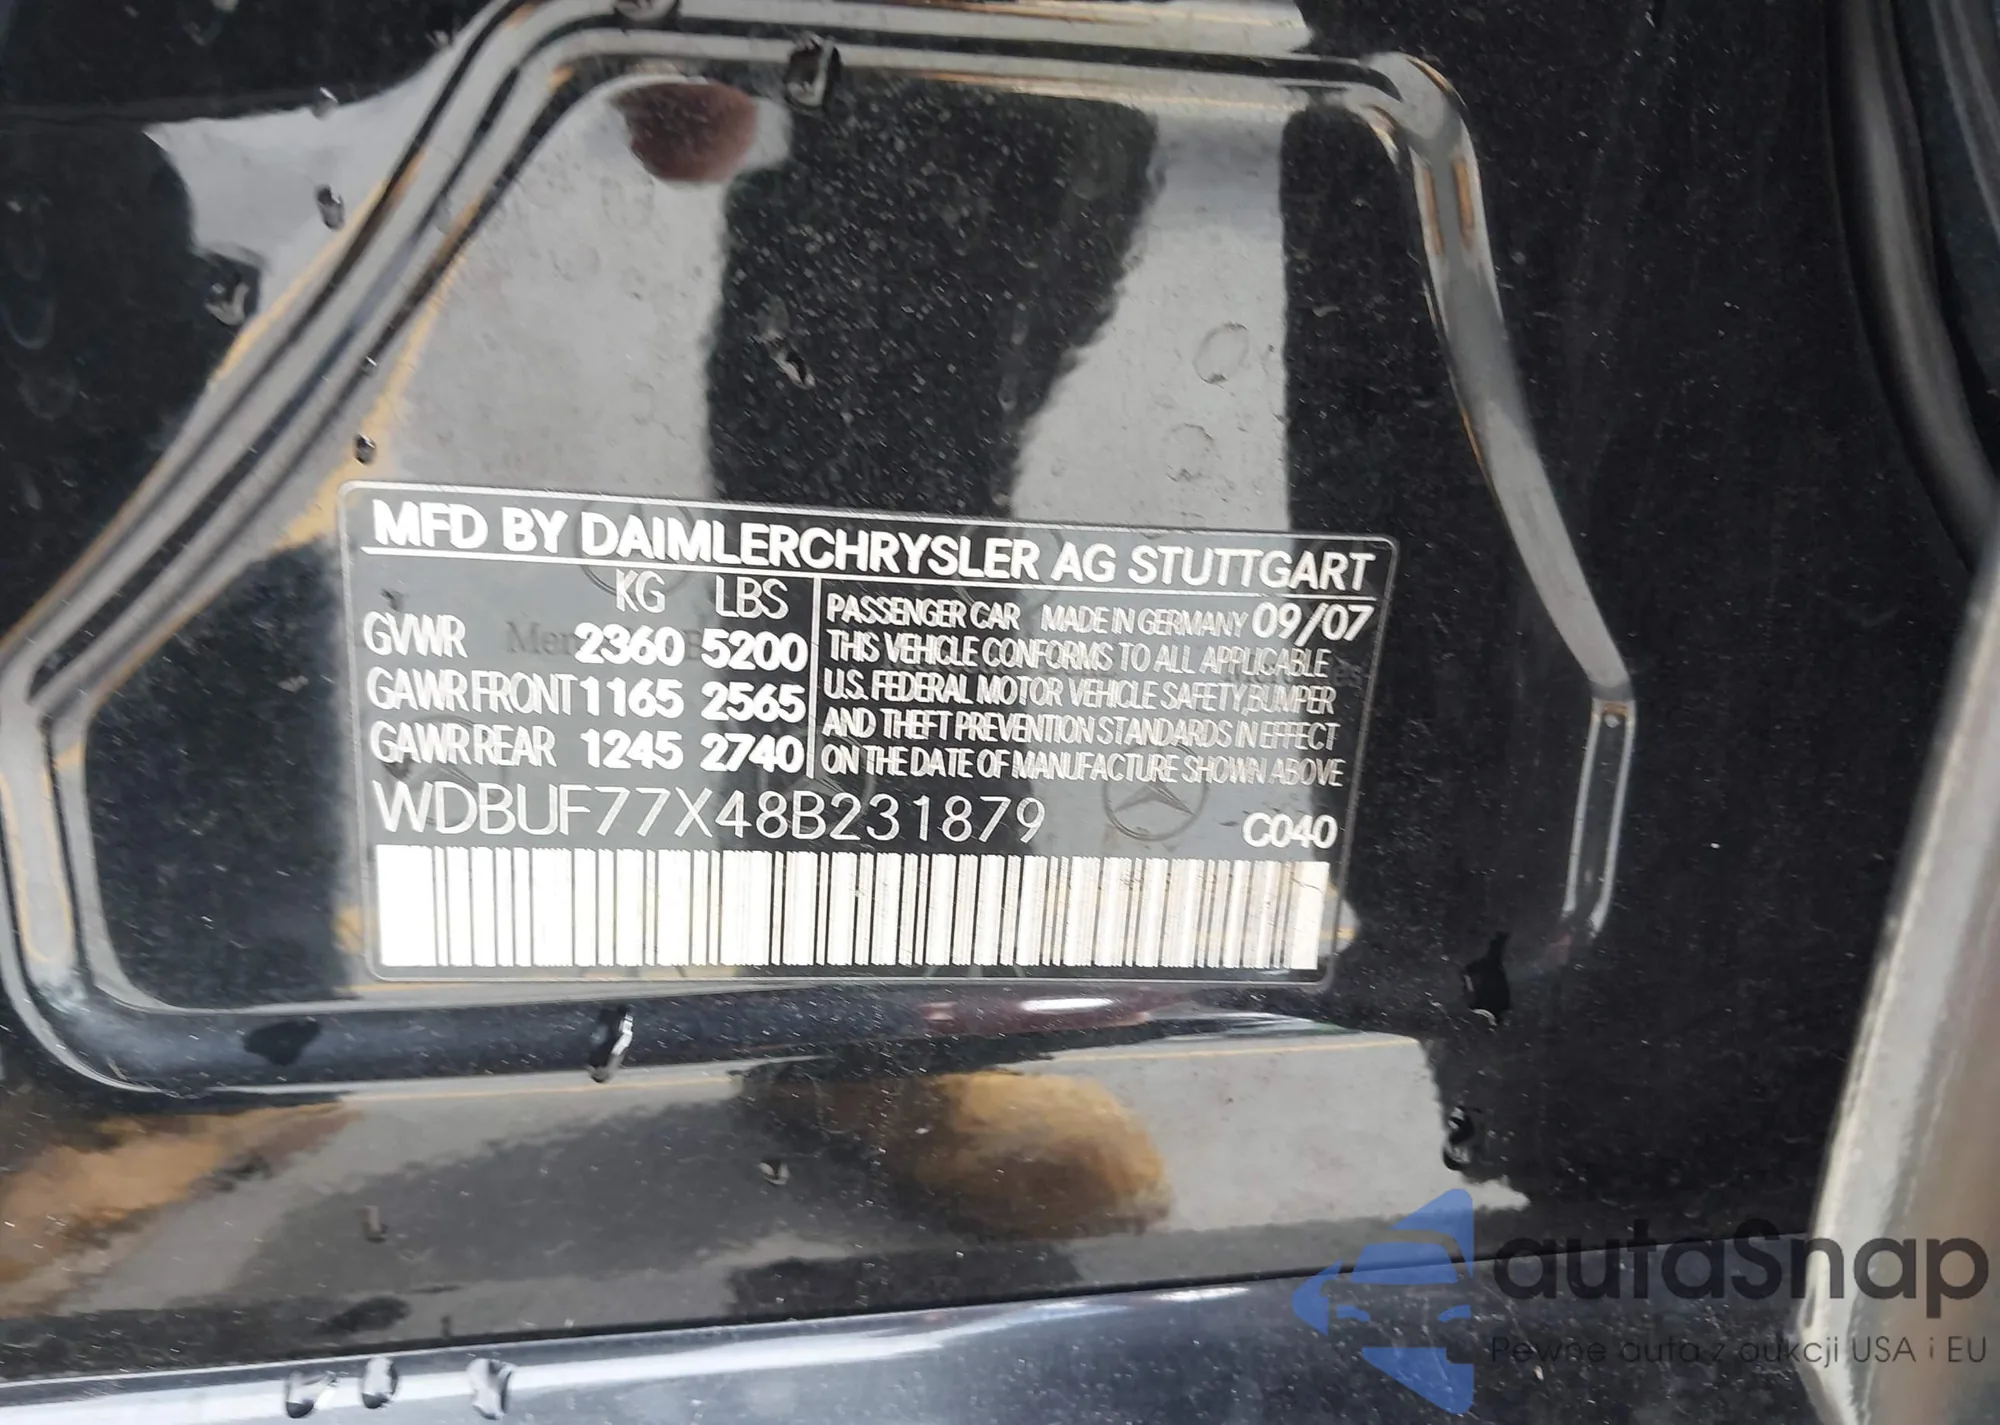 MFD BY DAIMLERCHRYSLER AG STUTTGART
KG LBS
GVWR 2360 5200
GAWR FRONT 1165 2565
GAWR REAR 1245 2740
PASSENGER CAR MADE IN GERMANY 09/07
THIS VEHICLE CONFORMS TO ALL APPLICABLE
U.S. FEDERAL MOTOR VEHICLE SAFETY,BUMPER
AND THEFT PREVENTION STANDARDS IN EFFECT
ON THE DATE OF MANUFACTURE SHOWN ABOVE
WDBUF77X48B231879
C040
autaSnap
Pewne auta z aukcji USA i EU